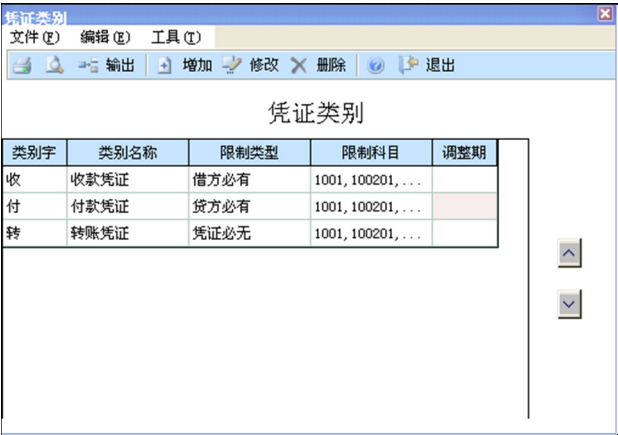 凭证类别
文件(F) 编辑(E) 工具(T)
输出 增加 修改 删除 退出
凭证类别
类别字 类别名称 限制类型 限制科目 调整期
收 收款凭证 借方必有 1001,100201,...
付 付款凭证 贷方必有 1001,100201,...
转 转账凭证 凭证必无 1001,100201,...